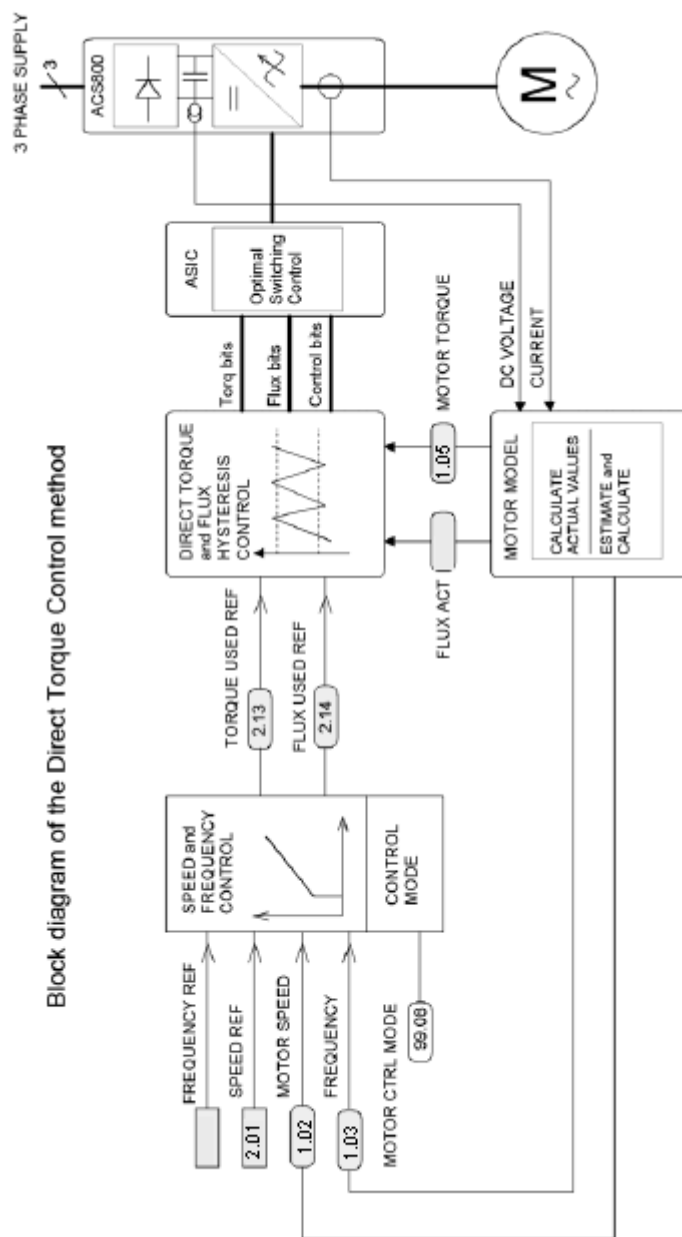 Block diagram of the Direct Torque Control method
3 PHASE SUPPLY
3
ACS800
M
~
=
ASIC
Optimal
Switching
Control
Torq bits
Flux bits
Control bits
DIRECT TORQUE
and FLUX
HYSTERESIS
CONTROL
TORQUE USED REF
2.13
FLUX USED REF
2.14
FLUX ACT
1.05
MOTOR TORQUE
DC VOLTAGE
CURRENT
MOTOR MODEL
CALCULATE
ACTUAL VALUES
ESTIMATE and
CALCULATE
SPEED and
FREQUENCY
CONTROL
CONTROL
MODE
FREQUENCY REF
SPEED REF
2.01
MOTOR SPEED
1.02
FREQUENCY
1.03
MOTOR CTRL MODE
99.08